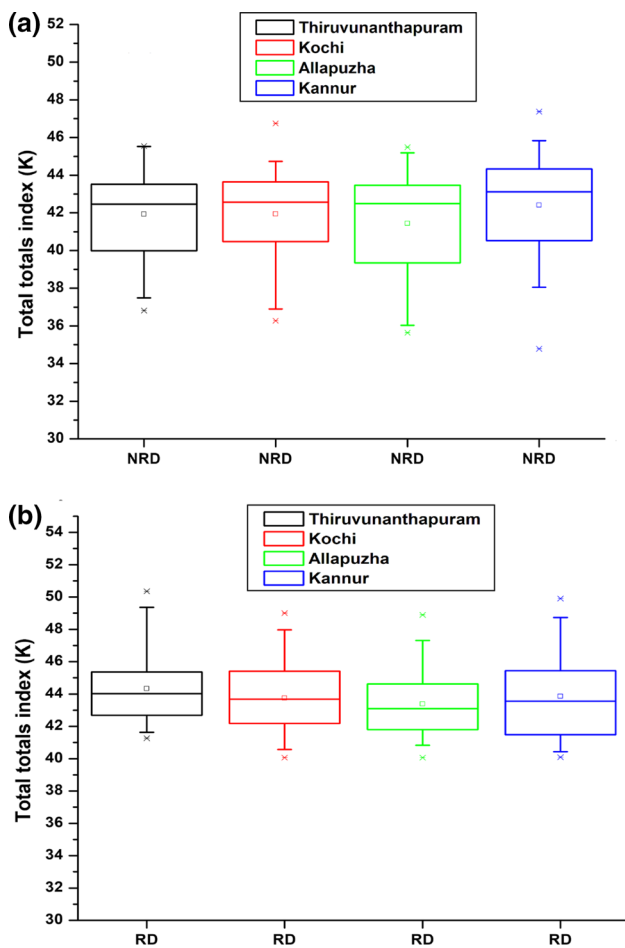 (a)
Thiruvunanthapuram
Kochi
Allapuzha
Kannur
Total totals index (K)
52
50
48
46
44
42
40
38
36
34
32
30
NRD NRD NRD NRD
(b)
Thiruvunanthapuram
Kochi
Allapuzha
Kannur
Total totals index (K)
54
52
50
48
46
44
42
40
38
36
34
32
30
RD RD RD RD